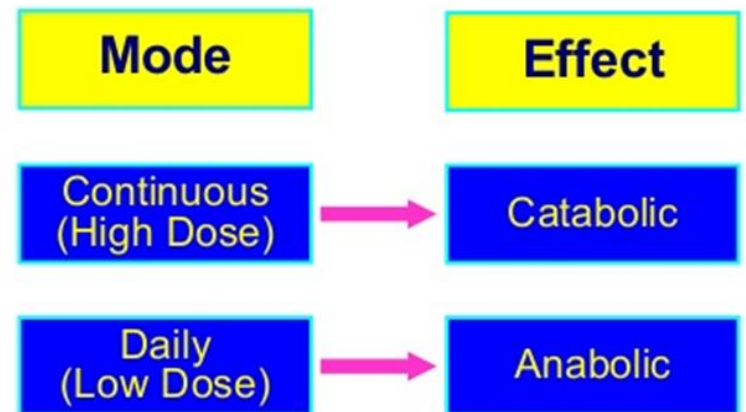 Mode
Effect
Continuous
(High Dose)
Catabolic
Daily
(Low Dose)
Anabolic